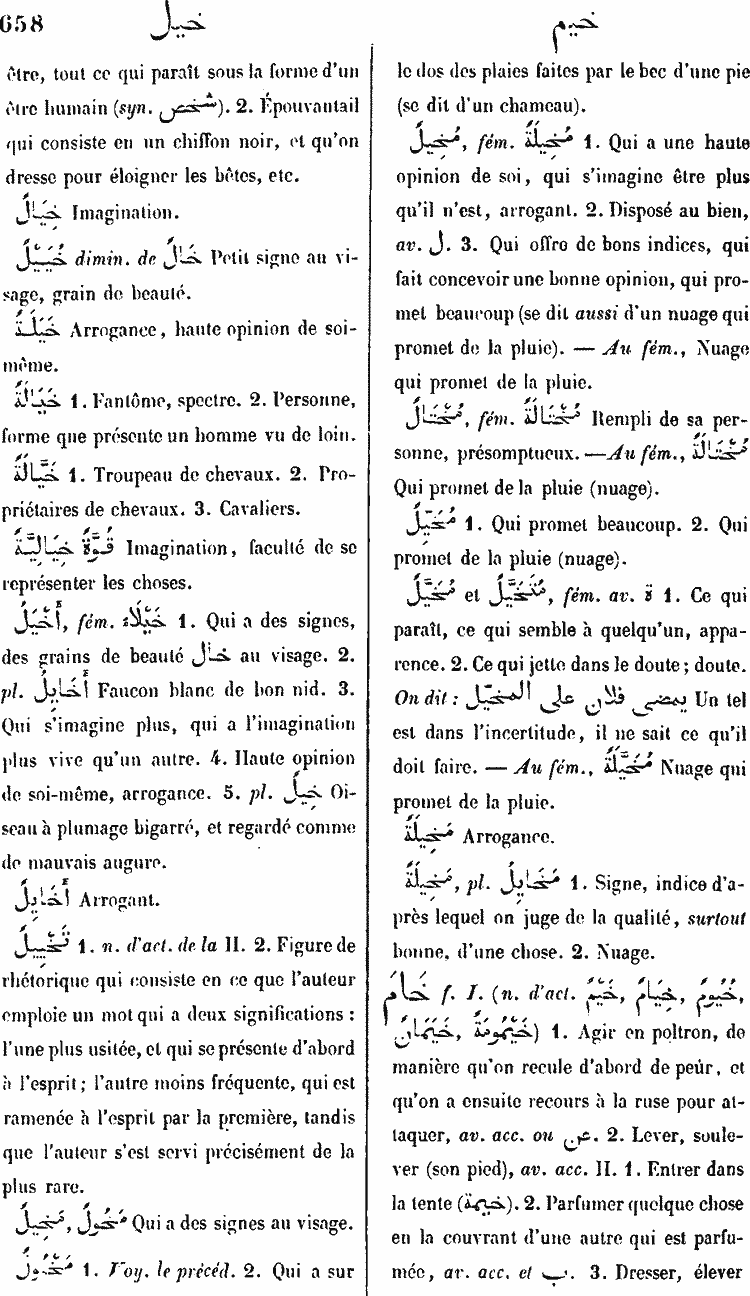 658 خيل خيم
être, tout ce qui paraît sous la forme d'un
être humain (syn. شخص). 2. Épouvantail
qui consiste en un chiffon noir, et qu'on
dresse pour éloigner les bêtes, etc.
خَيَالٌ Imagination.
خُيَيْلٌ dimin. de خَالٌ Petit signe au vi-
sage, grain de beauté.
خَيْلَةٌ Arrogance, haute opinion de soi-
même.
خَيَالَةٌ 1. Fantôme, spectre. 2. Personne,
forme que présente un homme vu de loin.
خَيَّالَةٌ 1. Troupeau de chevaux. 2. Pro-
priétaires de chevaux. 3. Cavaliers.
قُوَّةٌ خَيَالِيَّةٌ Imagination, faculté de se
représenter les choses.
أَخْيَلُ, fém. خَيْلَاءُ 1. Qui a des signes,
des grains de beauté خال au visage. 2.
pl. أَخَايِلُ Faucon blanc de bon nid. 3.
Qui s'imagine plus, qui a l'imagination
plus vive qu'un autre. 4. Haute opinion
de soi-même, arrogance. 5. pl. خِيلٌ Oi-
seau à plumage bigarré, et regardé comme
de mauvais augure.
أُخَايِلٌ Arrogant.
تَخْيِيلٌ 1. n. d'act. de la II. 2. Figure de
rhétorique qui consiste en ce que l'auteur
emploie un mot qui a deux significations :
l'une plus usitée, et qui se présente d'abord
à l'esprit ; l'autre moins fréquente, qui est
ramenée à l'esprit par la première, tandis
que l'auteur s'est servi précisément de la
plus rare.
مَخُولٌ, مَخِيلٌ Qui a des signes au visage.
مَخْيُولٌ 1. Voy. le précéd. 2. Qui a sur
le dos des plaies faites par le bec d'une pie
(se dit d'un chameau).
مُخِيلٌ, fém. مُخِيلَةٌ 1. Qui a une haute
opinion de soi, qui s'imagine être plus
qu'il n'est, arrogant. 2. Disposé au bien,
av. ل. 3. Qui offre de bons indices, qui
fait concevoir une bonne opinion, qui pro-
met beaucoup (se dit aussi d'un nuage qui
promet de la pluie). — Au fém., Nuage
qui promet de la pluie.
مُخْتَالٌ, fém. مُخْتَالَةٌ Rempli de sa per-
sonne, présomptueux. — Au fém., مُخْتَالَةٌ
Qui promet de la pluie (nuage).
مُخَيِّلٌ 1. Qui promet beaucoup. 2. Qui
promet de la pluie (nuage).
مُخَيَّلٌ et مُتَخَيَّلٌ, fém. av. ة 1. Ce qui
paraît, ce qui semble à quelqu'un, appa-
rence. 2. Ce qui jette dans le doute ; doute.
On dit : يمضى فلان على المخيّل Un tel
est dans l'incertitude, il ne sait ce qu'il
doit faire. — Au fém., مُخَيَّلَةٌ Nuage qui
promet de la pluie.
مَخِيلَةٌ Arrogance.
مَخِيلَةٌ, pl. مَخَايِلُ 1. Signe, indice d'a-
près lequel on juge de la qualité, surtout
bonne, d'une chose. 2. Nuage.
خَامَ f. I. (n. d'act. خَيْمٌ, خِيَامٌ, خُيُومٌ,
خَيَمَانٌ, خَيْمُومَةٌ) 1. Agir en poltron, de
manière qu'on recule d'abord de peur, et
qu'on a ensuite recours à la ruse pour at-
taquer, av. acc. ou عن. 2. Lever, soule-
ver (son pied), av. acc. II. 1. Entrer dans
la tente (خيمة). 2. Parfumer quelque chose
en la couvrant d'une autre qui est parfu-
mée, av. acc. et ب. 3. Dresser, élever